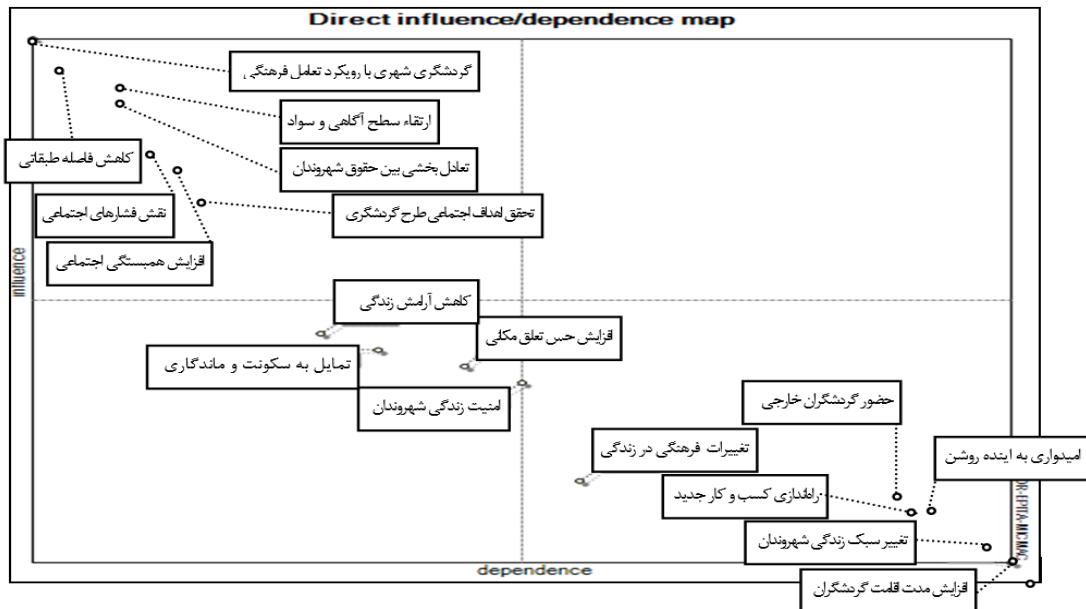 Direct influence/dependence map
گردشگری شهری با رویکرد تعامل فرهنگی
ارتقاء سطح آگاهی و سواد
کاهش فاصله طبقاتی
تعادل بخشی بین حقوق شهروندان
نقش فشارهای اجتماعی
تحقق اهداف اجتماعی طرح گردشگری
افزایش همبستگی اجتماعی
influence
کاهش آرامش زندگی
افزایش حس تعلق مکانی
تمایل به سکونت و ماندگاری
امنیت زندگی شهروندان
حضور گردشگران خارجی
تغییرات فرهنگی در زندگی
امیدواری به اینده روشن
راه‌اندازی کسب و کار جدید
تغییر سبک زندگی شهروندان
افزایش مدت اقامت گردشگران
dependence
OR-EPITA-MICMAC